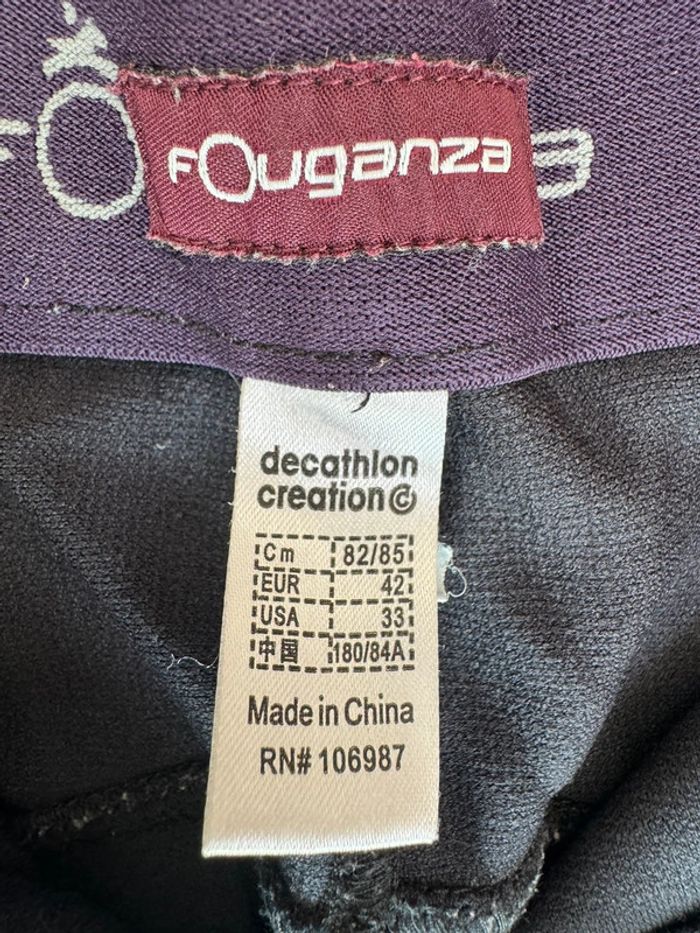 FO
fouganza
a
decathlon
creation
Cm 82/85
EUR 42
USA 33
中国 180/84A
Made in China
RN# 106987